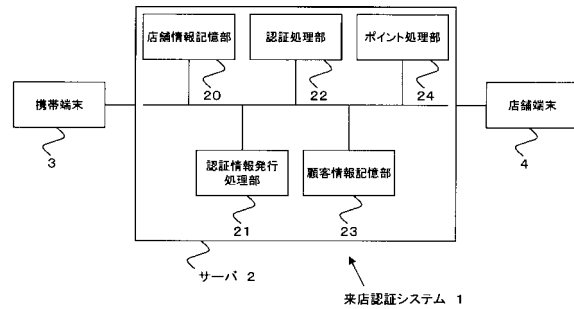 店舗情報記憶部
20
認証処理部
22
ポイント処理部
24
携帯端末
3
店舗端末
4
認証情報発行
処理部
21
顧客情報記憶部
23
サーバ 2
来店認証システム 1